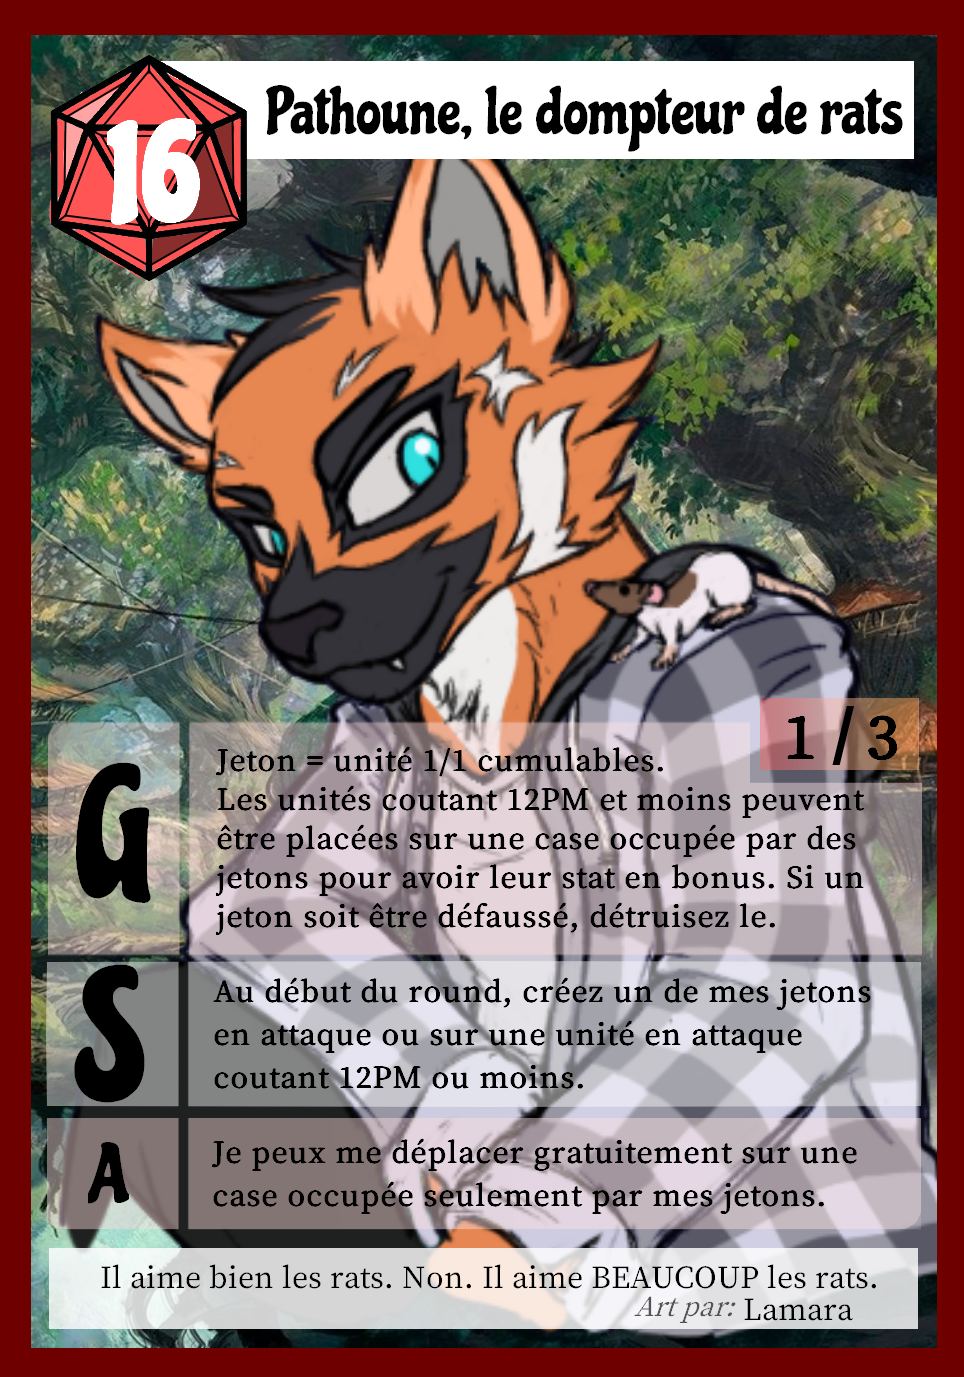 16
Pathoune, le dompteur de rats
1 / 3
G
Jeton = unité 1/1 cumulables.
Les unités coutant 12PM et moins peuvent
être placées sur une case occupée par des
jetons pour avoir leur stat en bonus. Si un
jeton soit être défaussé, détruisez le.
S
Au début du round, créez un de mes jetons
en attaque ou sur une unité en attaque
coutant 12PM ou moins.
A
Je peux me déplacer gratuitement sur une
case occupée seulement par mes jetons.
Il aime bien les rats. Non. Il aime BEAUCOUP les rats.
Art par: Lamara